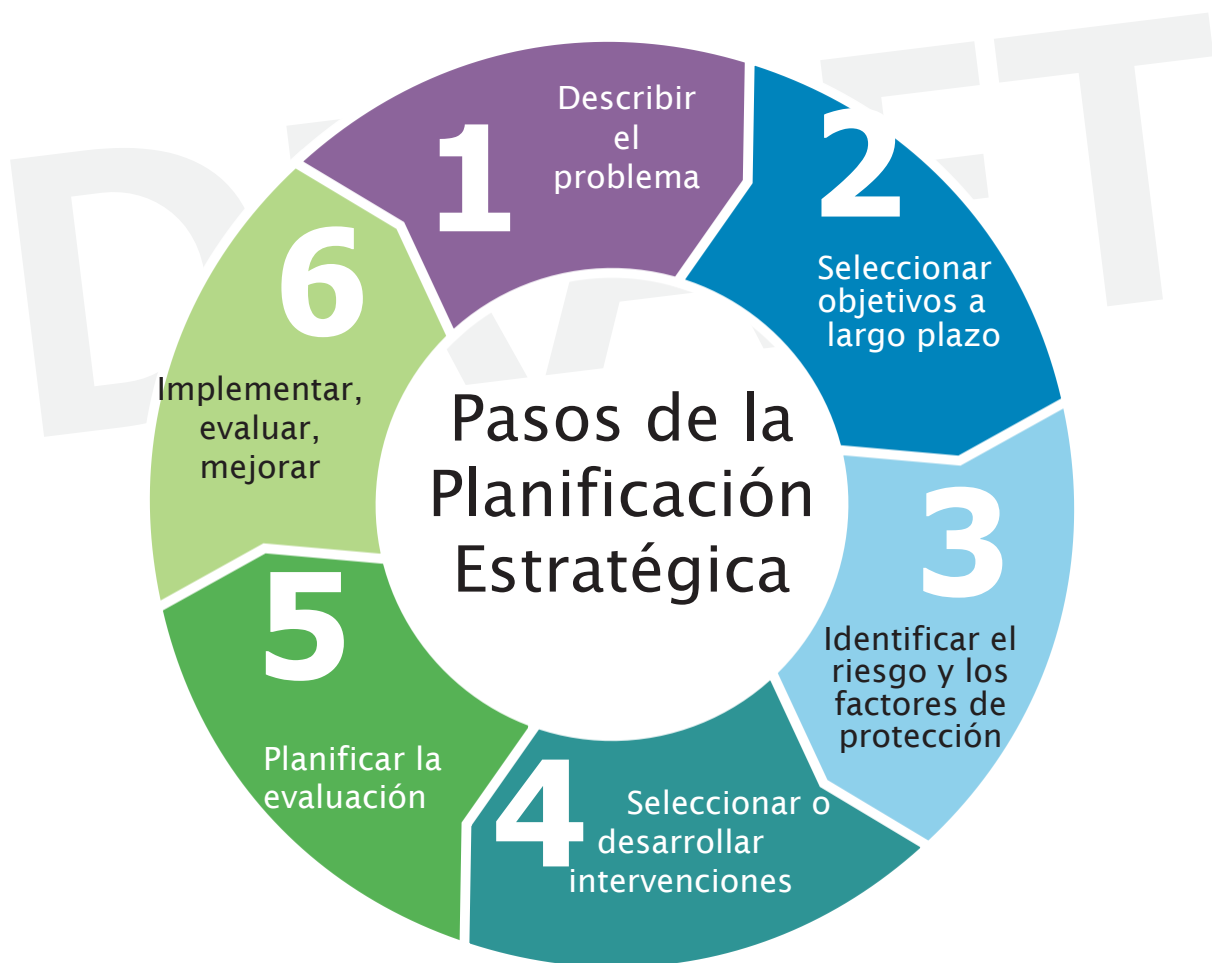 DRAFT
1
Describir
el
problema
2
Seleccionar
objetivos a
largo plazo
3
Identificar el
riesgo y los
factores de
protección
4
Seleccionar o
desarrollar
intervenciones
5
Planificar la
evaluación
6
Implementar,
evaluar,
mejorar
Pasos de la
Planificación
Estratégica